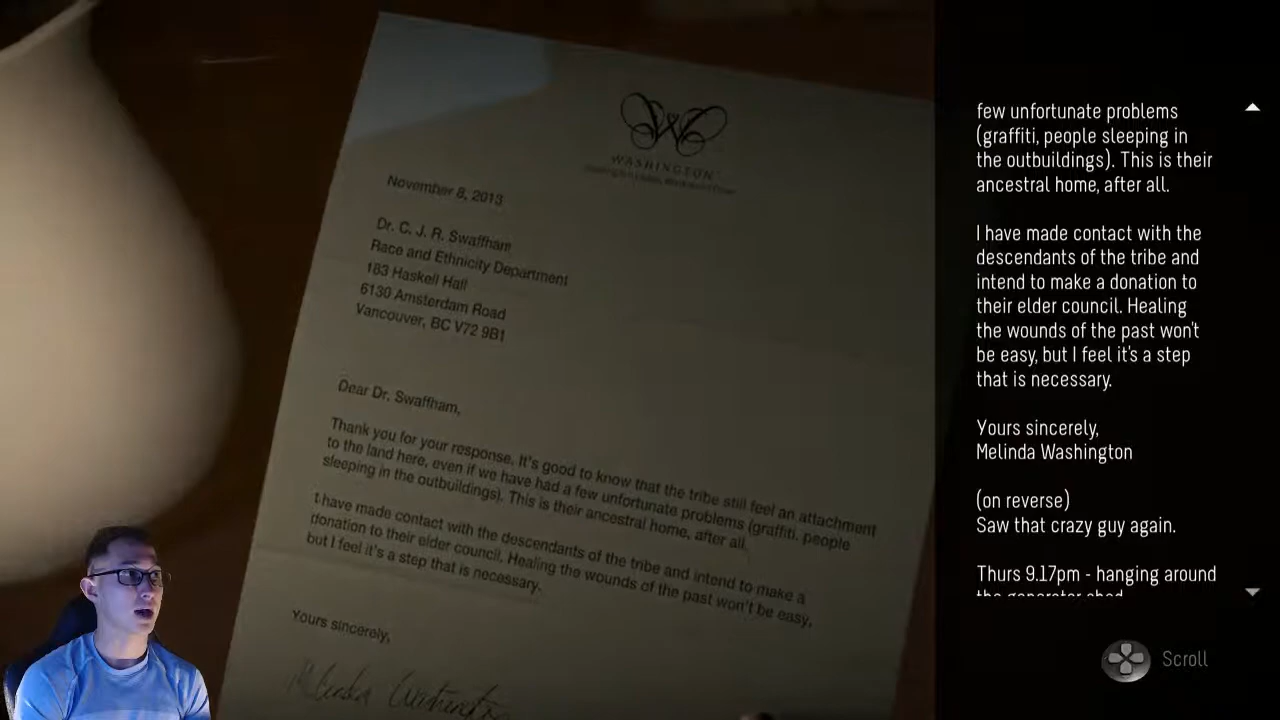 WASHINGTON
November 8, 2013
Dr. C. J. R. Swaffham
Race and Ethnicity Department
183 Haskell Hall
6130 Amsterdam Road
Vancouver, BC V72 9B1
Dear Dr. Swaffham,
Thank you for your response. It's good to know that the tribe still feel an attachment
to the land here, even if we have had a few unfortunate problems (graffiti, people
sleeping in the outbuildings). This is their ancestral home, after all.
I have made contact with the descendants of the tribe and intend to make a
donation to their elder council. Healing the wounds of the past won't be easy,
but I feel it's a step that is necessary.
Yours sincerely,
Melinda Washington
few unfortunate problems
(graffiti, people sleeping in
the outbuildings). This is their
ancestral home, after all.
I have made contact with the
descendants of the tribe and
intend to make a donation to
their elder council. Healing
the wounds of the past won't
be easy, but I feel it's a step
that is necessary.
Yours sincerely,
Melinda Washington
(on reverse)
Saw that crazy guy again.
Thurs 9.17pm - hanging around
the generator shed
Scroll